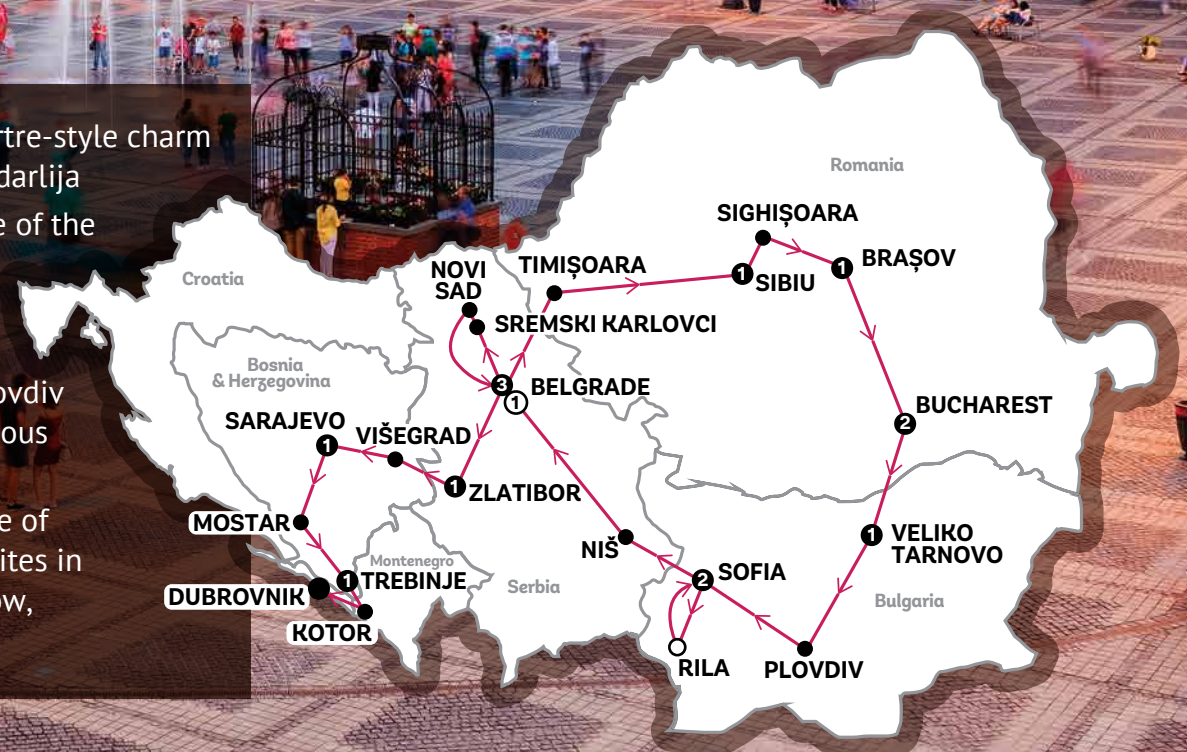 rtre-style charm
darlija
e of the
ovdiv
ous
e of
ites in
ow,
Romania
SIGHIȘOARA
BRAȘOV
1
1
SIBIU
TIMIȘOARA
Croatia
NOVI
SAD
SREMSKI KARLOVCI
Bosnia
& Herzegovina
3
BELGRADE
1
BUCHAREST
2
SARAJEVO
1
VIŠEGRAD
1
ZLATIBOR
MOSTAR
NIŠ
1
VELIKO
TARNOVO
Montenegro
1
TREBINJE
Serbia
2
SOFIA
Bulgaria
DUBROVNIK
KOTOR
RILA
PLOVDIV